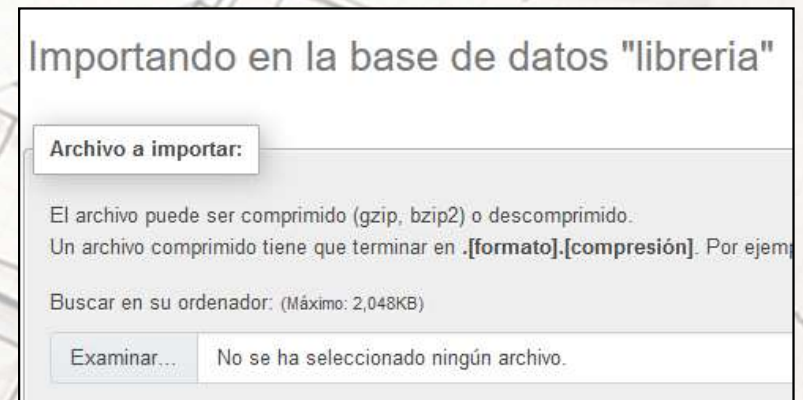 Importando en la base de datos "libreria"
Archivo a importar:
El archivo puede ser comprimido (gzip, bzip2) o descomprimido.
Un archivo comprimido tiene que terminar en .[formato].[compresión]. Por ejem
Buscar en su ordenador: (Máximo: 2,048KB)
Examinar... No se ha seleccionado ningún archivo.